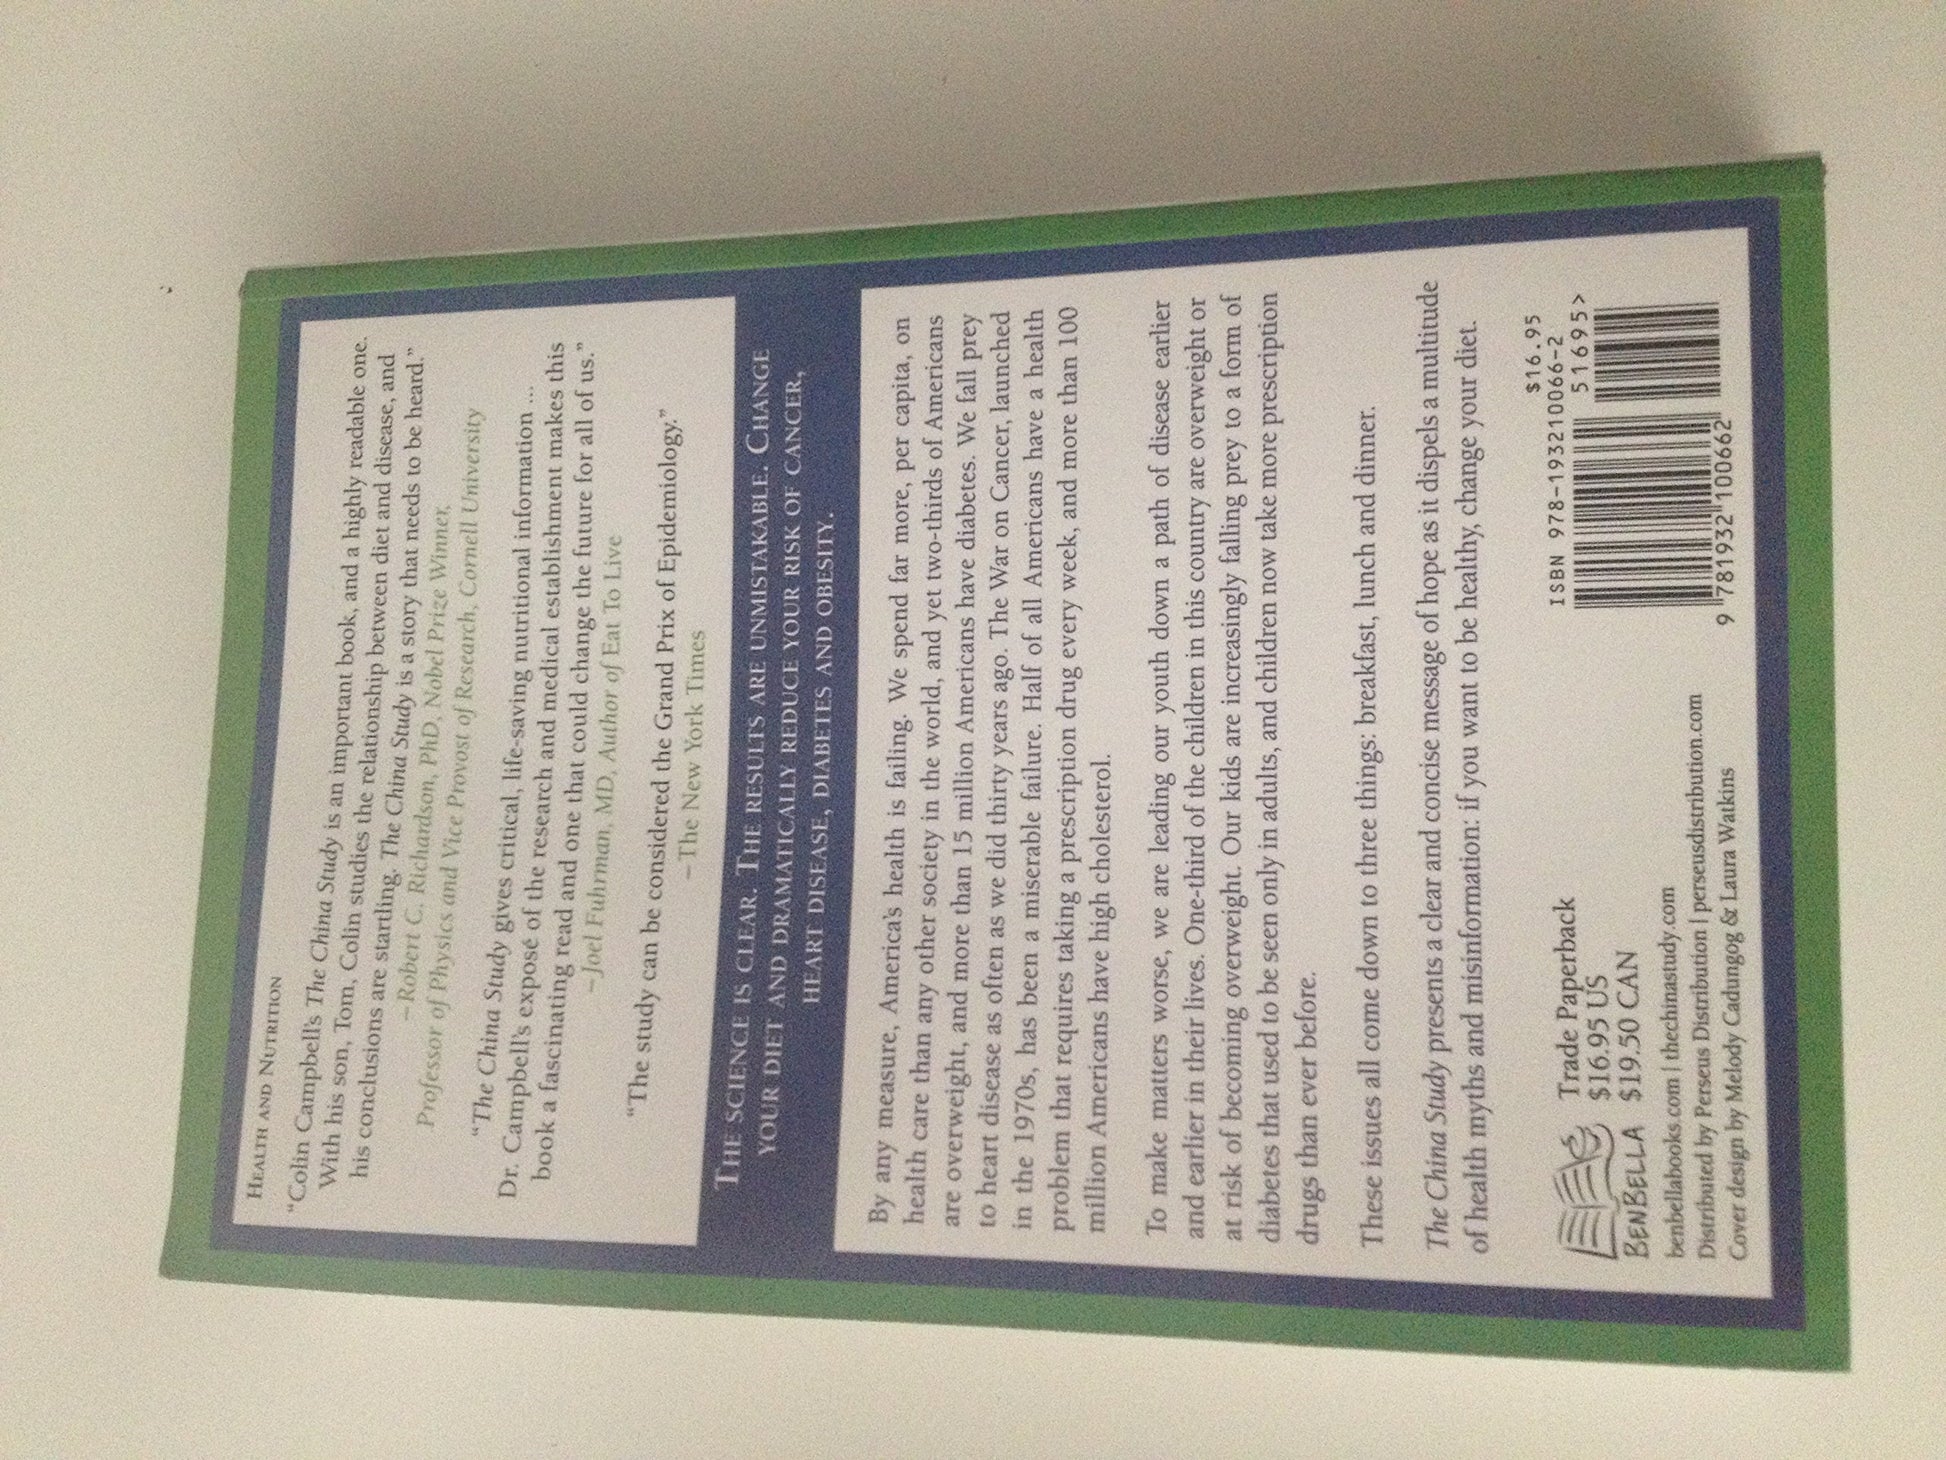 HEALTH AND NUTRITION
“Colin Campbell's The China Study is an important book, and a highly readable one.
With his son, Tom, Colin studies the relationship between diet and disease, and
his conclusions are startling. The China Study is a story that needs to be heard.”
–Robert C. Richardson, PhD, Nobel Prize Winner,
Professor of Physics and Vice Provost of Research, Cornell University
“The China Study gives critical, life-saving nutritional information ...
Dr. Campbell's exposé of the research and medical establishment makes this
book a fascinating read and one that could change the future for all of us.”
–Joel Fuhrman, MD, Author of Eat To Live
“The study can be considered the Grand Prix of Epidemiology.”
–The New York Times
THE SCIENCE IS CLEAR. THE RESULTS ARE UNMISTAKABLE. CHANGE
YOUR DIET AND DRAMATICALLY REDUCE YOUR RISK OF CANCER,
HEART DISEASE, DIABETES AND OBESITY.
By any measure, America's health is failing. We spend far more, per capita, on
health care than any other society in the world, and yet two-thirds of Americans
are overweight, and more than 15 million Americans have diabetes. We fall prey
to heart disease as often as we did thirty years ago. The War on Cancer, launched
in the 1970s, has been a miserable failure. Half of all Americans have a health
problem that requires taking a prescription drug every week, and more than 100
million Americans have high cholesterol.
To make matters worse, we are leading our youth down a path of disease earlier
and earlier in their lives. One-third of the children in this country are overweight or
at risk of becoming overweight. Our kids are increasingly falling prey to a form of
diabetes that used to be seen only in adults, and children now take more prescription
drugs than ever before.
These issues all come down to three things: breakfast, lunch and dinner.
The China Study presents a clear and concise message of hope as it dispels a multitude
of health myths and misinformation: if you want to be healthy, change your diet.
BENBELLA
Trade Paperback
$16.95 US
$19.50 CAN
benbellabooks.com | thechinastudy.com
Distributed by Perseus Distribution | perseusdistribution.com
Cover design by Melody Cadungog & Laura Watkins
$16.95
ISBN 978-1932100066-2
51695>
9 781932 100662